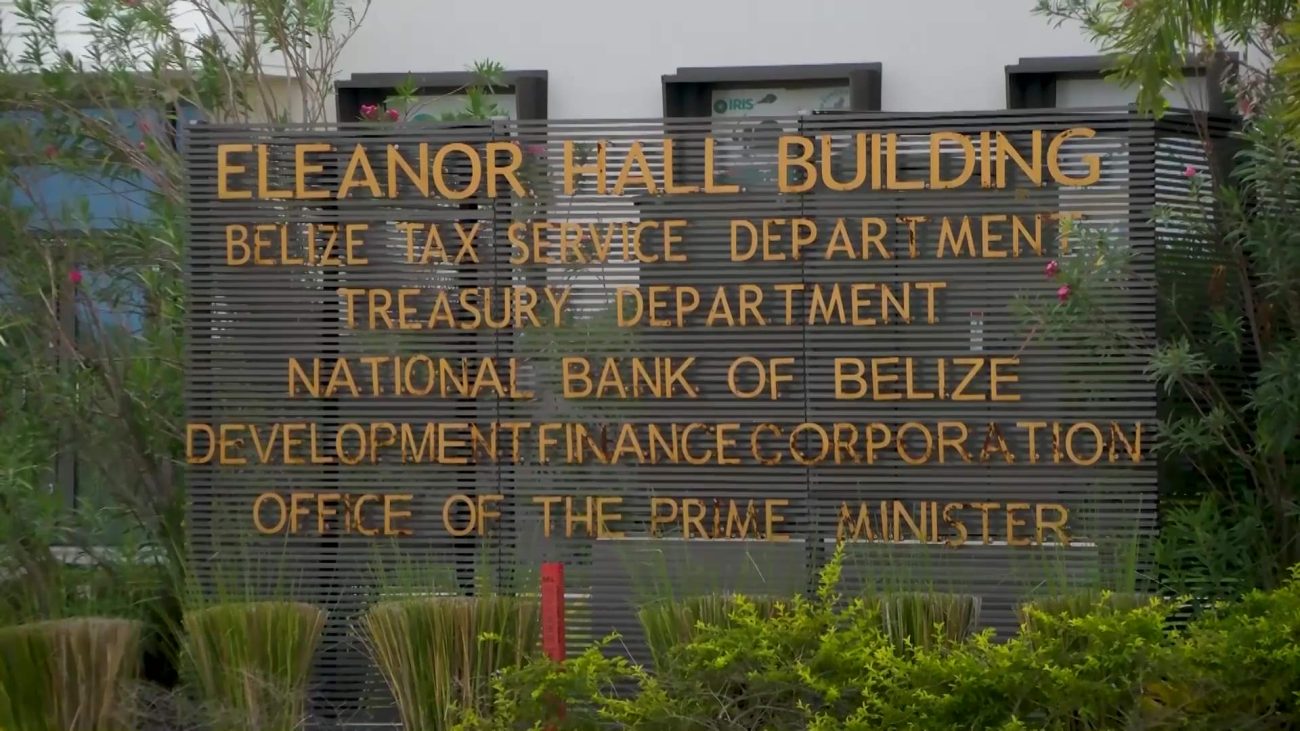 IRIS
ELEANOR HALL BUILDING
BELIZE TAX SERVICE DEPARTMENT
TREASURY DEPARTMENT
NATIONAL BANK OF BELIZE
DEVELOPMENT FINANCE CORPORATION
OFFICE OF THE PRIME MINISTER